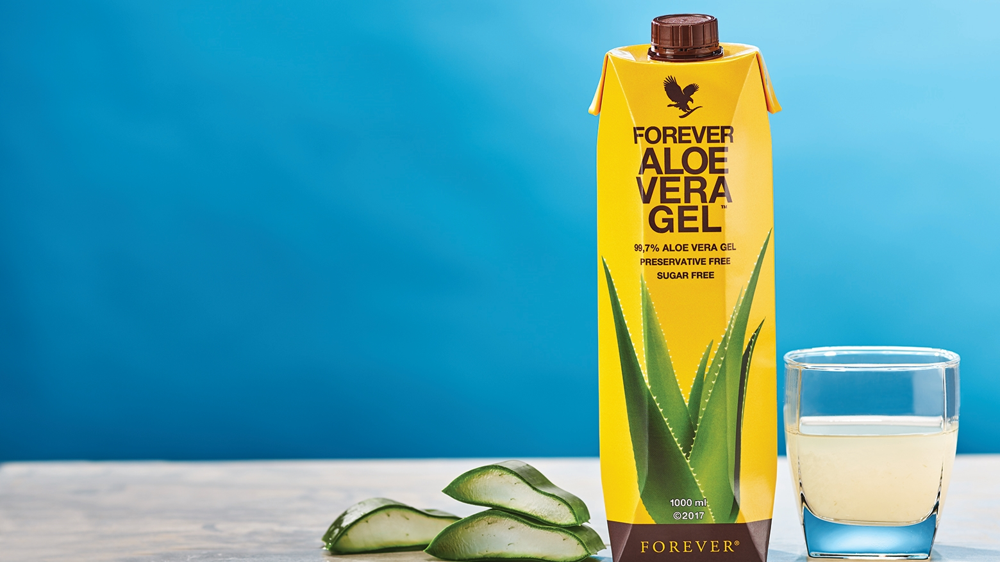 FOREVER
ALOE
VERA
GEL™
99,7% ALOE VERA GEL
PRESERVATIVE FREE
SUGAR FREE
1000 ml
©2017
FOREVER®